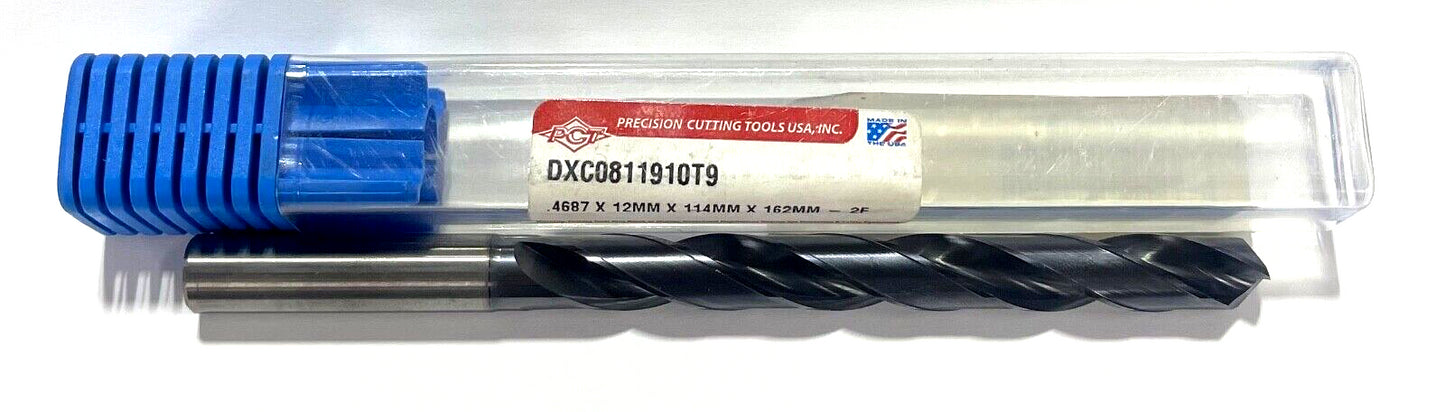 PCT
PRECISION CUTTING TOOLS USA, INC.
MADE IN
THE USA
DXC0811910T9
.4687 X 12MM X 114MM X 162MM - 2F